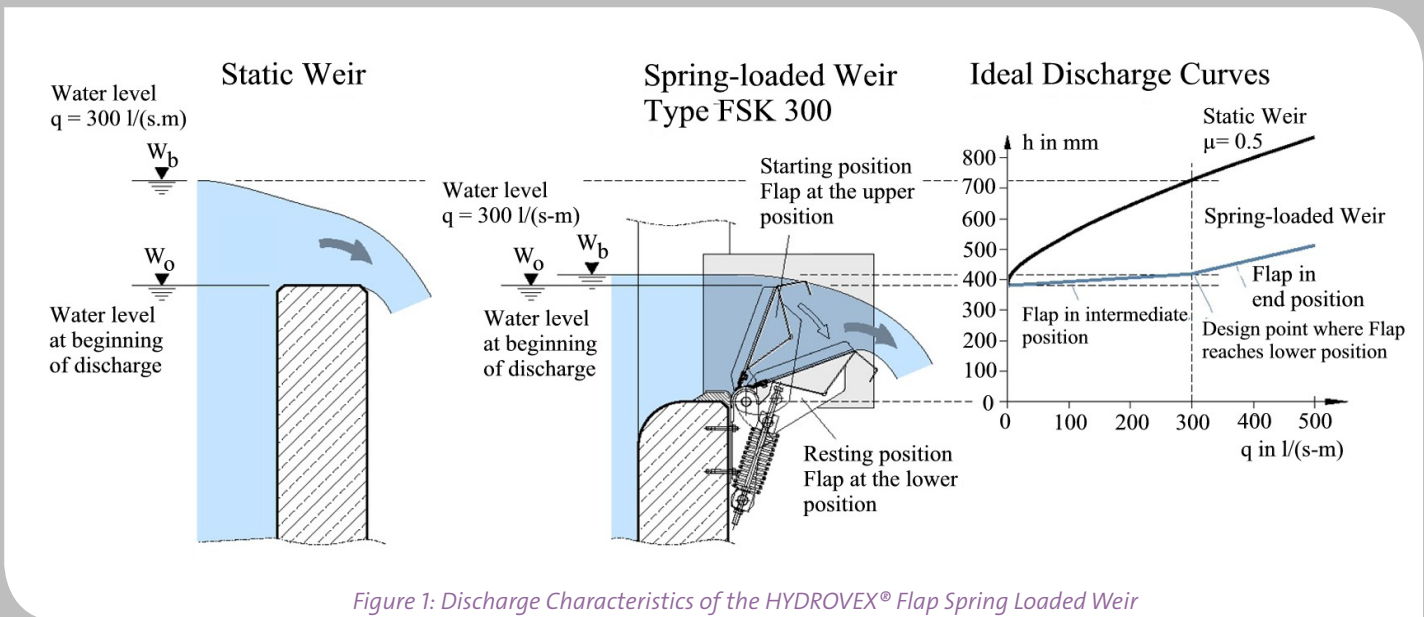 Static Weir
Water level
q = 300 l/(s.m)
Wb
Wo
Water level
at beginning
of discharge
Spring-loaded Weir
Type FSK 300
Water level
q = 300 l/(s-m)
Wo
Wb
Water level
at beginning
of discharge
Starting position
Flap at the upper
position
Resting position
Flap at the lower
position
Ideal Discharge Curves
Static Weir
μ= 0.5
h in mm
800
700
600
500
400
300
200
100
0
Spring-loaded Weir
Flap in
end position
Flap in intermediate
position
Design point where Flap
reaches lower position
0 100 200 300 400 500
q in l/(s-m)
Figure 1: Discharge Characteristics of the HYDROVEX® Flap Spring Loaded Weir